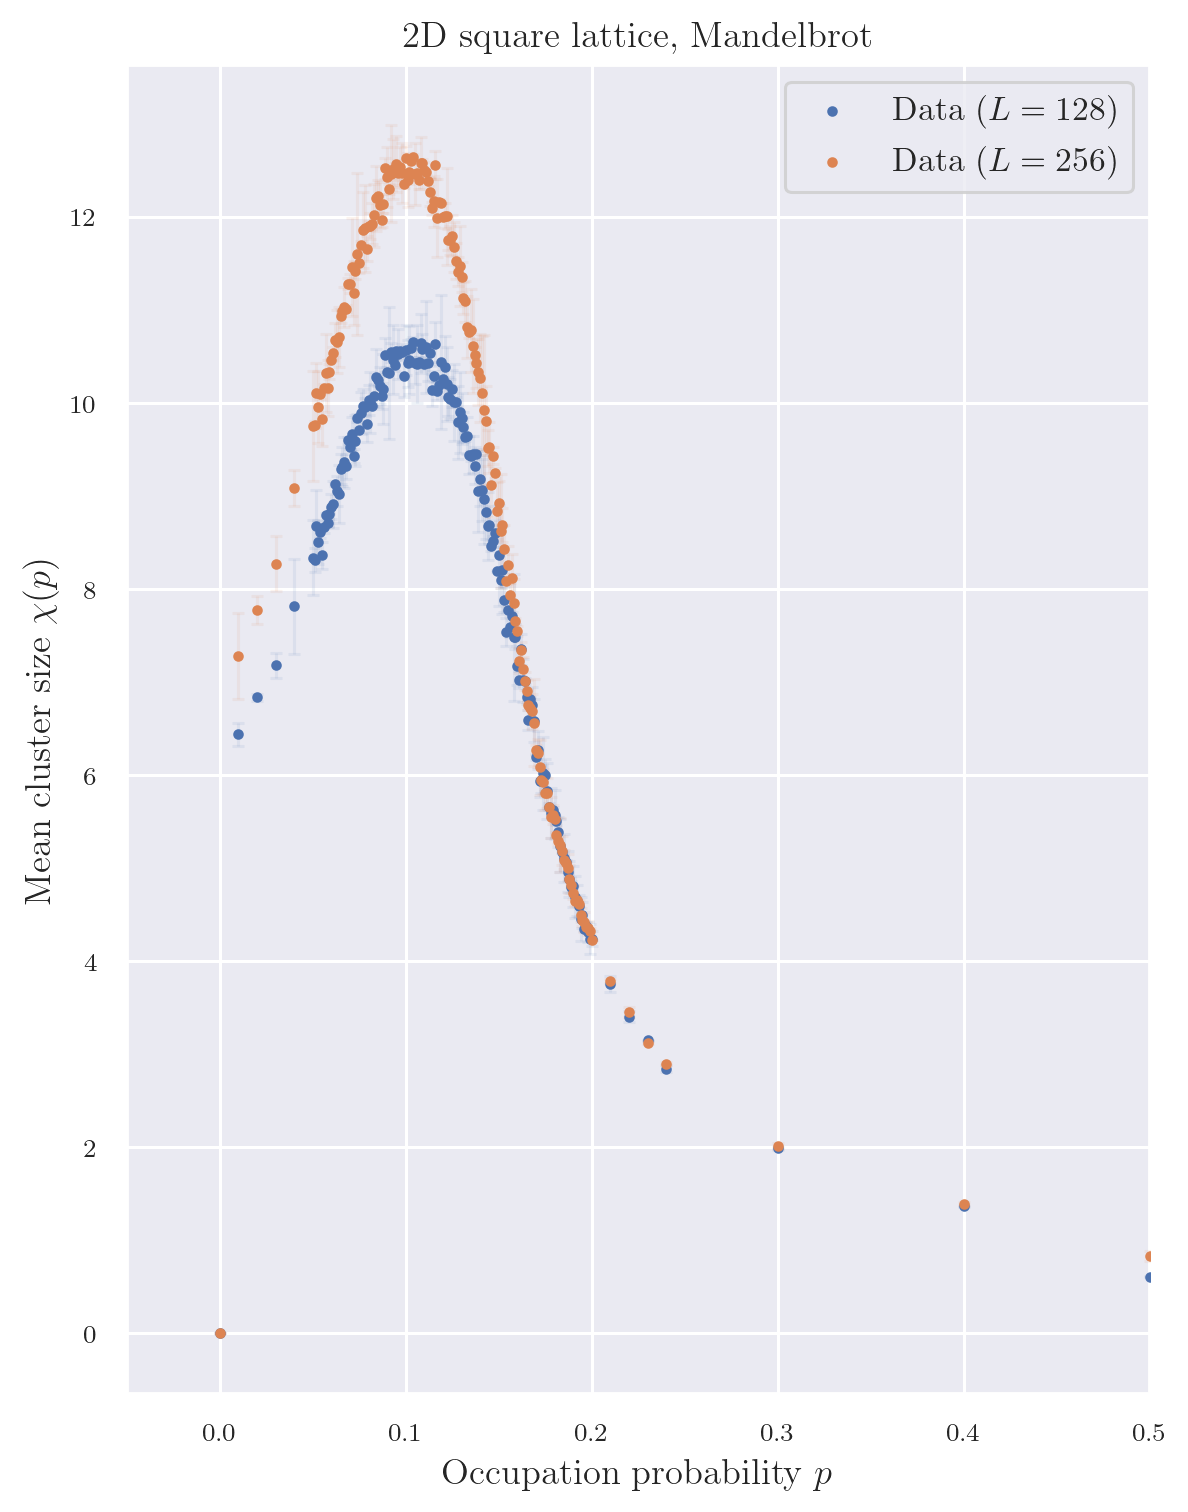 2D square lattice, Mandelbrot
Data (L = 128)
Data (L = 256)
Mean cluster size χ(p)
12
10
8
6
4
2
0
0.0
0.1
0.2
0.3
0.4
0.5
Occupation probability p